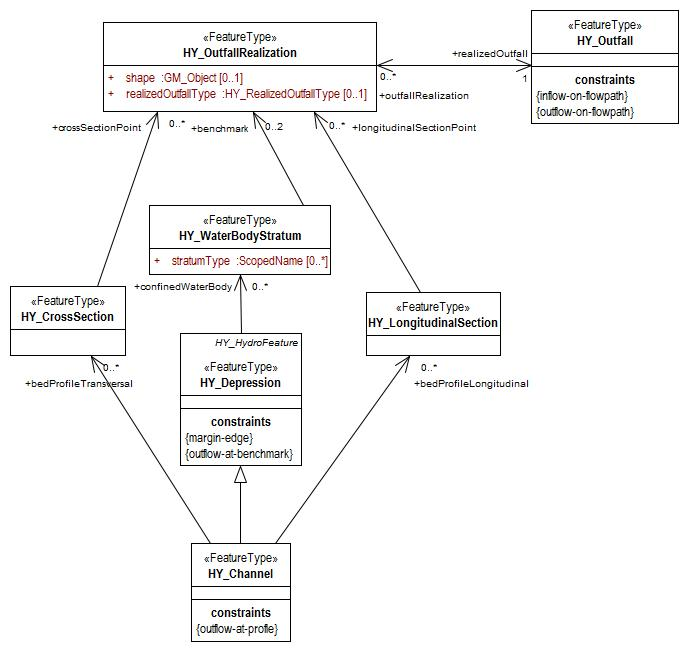 «FeatureType»
HY_OutfallRealization
+ shape :GM_Object [0..1]
+ realizedOutfallType :HY_RealizedOutfallType [0..1]
«FeatureType»
HY_Outfall
constraints
{inflow-on-flowpath}
{outflow-on-flowpath}
+realizedOutfall
0..* 1
+outfallRealization
+crossSectionPoint 0..* +benchmark 0..2 0..* +longitudinalSectionPoint
«FeatureType»
HY_WaterBodyStratum
+ stratumType :ScopedName [0..*]
+confinedWaterBody 0..*
«FeatureType»
HY_CrossSection
«FeatureType»
HY_LongitudinalSection
HY_HydroFeature
«FeatureType»
HY_Depression
constraints
{margin-edge}
{outflow-at-benchmark}
0..*
+bedProfileTransversal
0..*
+bedProfileLongitudinal
«FeatureType»
HY_Channel
constraints
{outflow-at-profle}